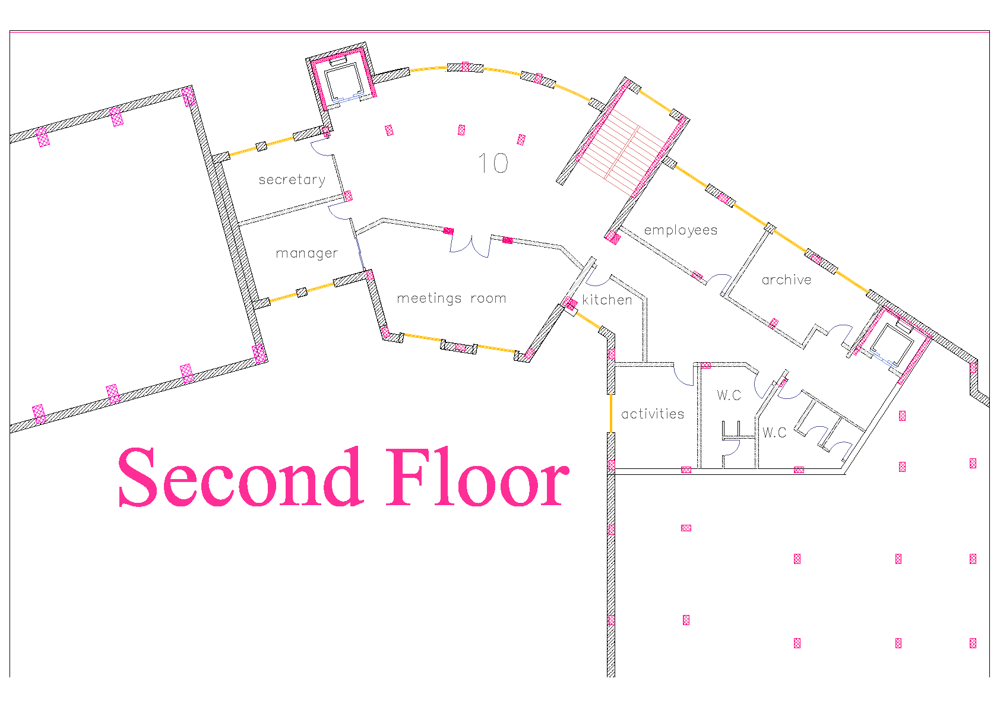 10
secretary
employees
manager
archive
meetings room
kitchen
W.C
activities
W.C
Second Floor